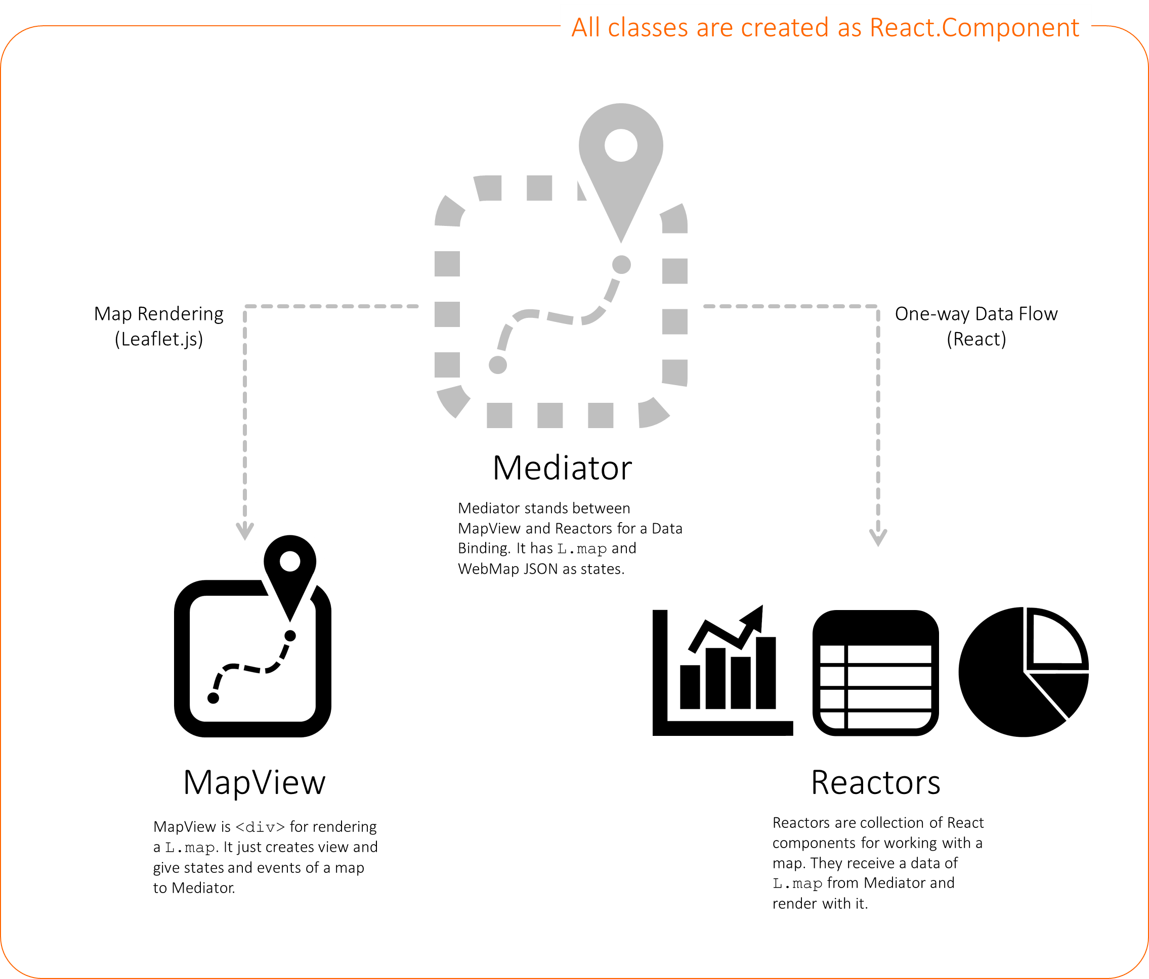 All classes are created as React.Component
Map Rendering
(Leaflet.js)
One-way Data Flow
(React)
Mediator
Mediator stands between
MapView and Reactors for a Data
Binding. It has L.map and
WebMap JSON as states.
MapView
MapView is <div> for rendering
a L.map. It just creates view and
give states and events of a map
to Mediator.
Reactors
Reactors are collection of React
components for working with a
map. They receive a data of
L.map from Mediator and
render with it.